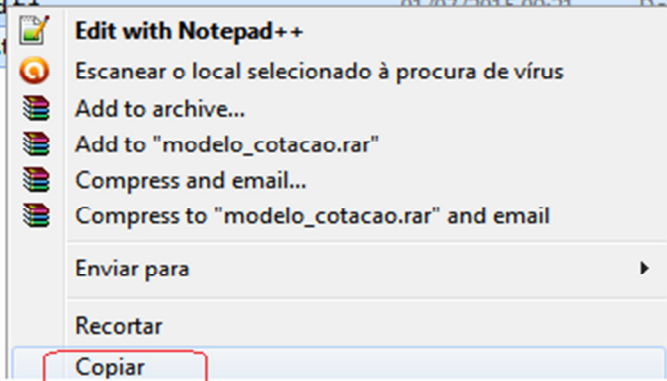 Edit with Notepad++
Escanear o local selecionado à procura de vírus
Add to archive...
Add to "modelo_cotacao.rar"
Compress and email...
Compress to "modelo_cotacao.rar" and email
Enviar para
Recortar
Copiar